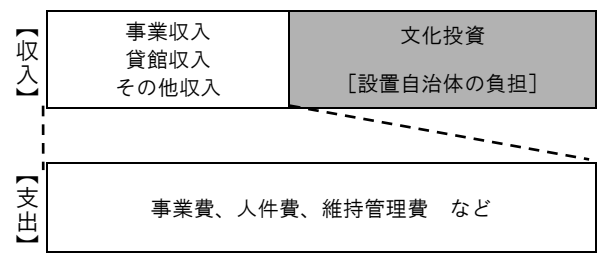 【収入】
事業収入
貸館収入
その他収入
文化投資
［設置自治体の負担］
【支出】
事業費、人件費、維持管理費　など